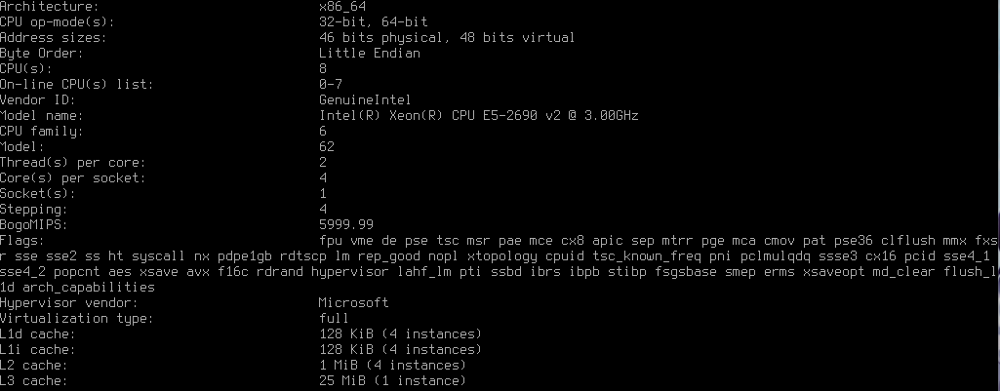 Architecture: x86_64
CPU op-mode(s): 32-bit, 64-bit
Address sizes: 46 bits physical, 48 bits virtual
Byte Order: Little Endian
CPU(s): 8
On-line CPU(s) list: 0-7
Vendor ID: GenuineIntel
Model name: Intel(R) Xeon(R) CPU E5-2690 v2 @ 3.00GHz
CPU family: 6
Model: 62
Thread(s) per core: 2
Core(s) per socket: 4
Socket(s): 1
Stepping: 4
BogoMIPS: 5999.99
Flags: fpu vme de pse tsc msr pae mce cx8 apic sep mtrr pge mca cmov pat pse36 clflush mmx fxs
r sse sse2 ss ht syscall nx pdpe1gb rdtscp lm rep_good nopl xtopology cpuid tsc_known_freq pni pclmulqdq ssse3 cx16 pcid sse4_1
sse4_2 popcnt aes xsave avx f16c rdrand hypervisor lahf_lm pti ssbd ibrs ibpb stibp fsgsbase smep erms xsaveopt md_clear flush_l
1d arch_capabilities
Hypervisor vendor: Microsoft
Virtualization type: full
L1d cache: 128 KiB (4 instances)
L1i cache: 128 KiB (4 instances)
L2 cache: 1 MiB (4 instances)
L3 cache: 25 MiB (1 instance)